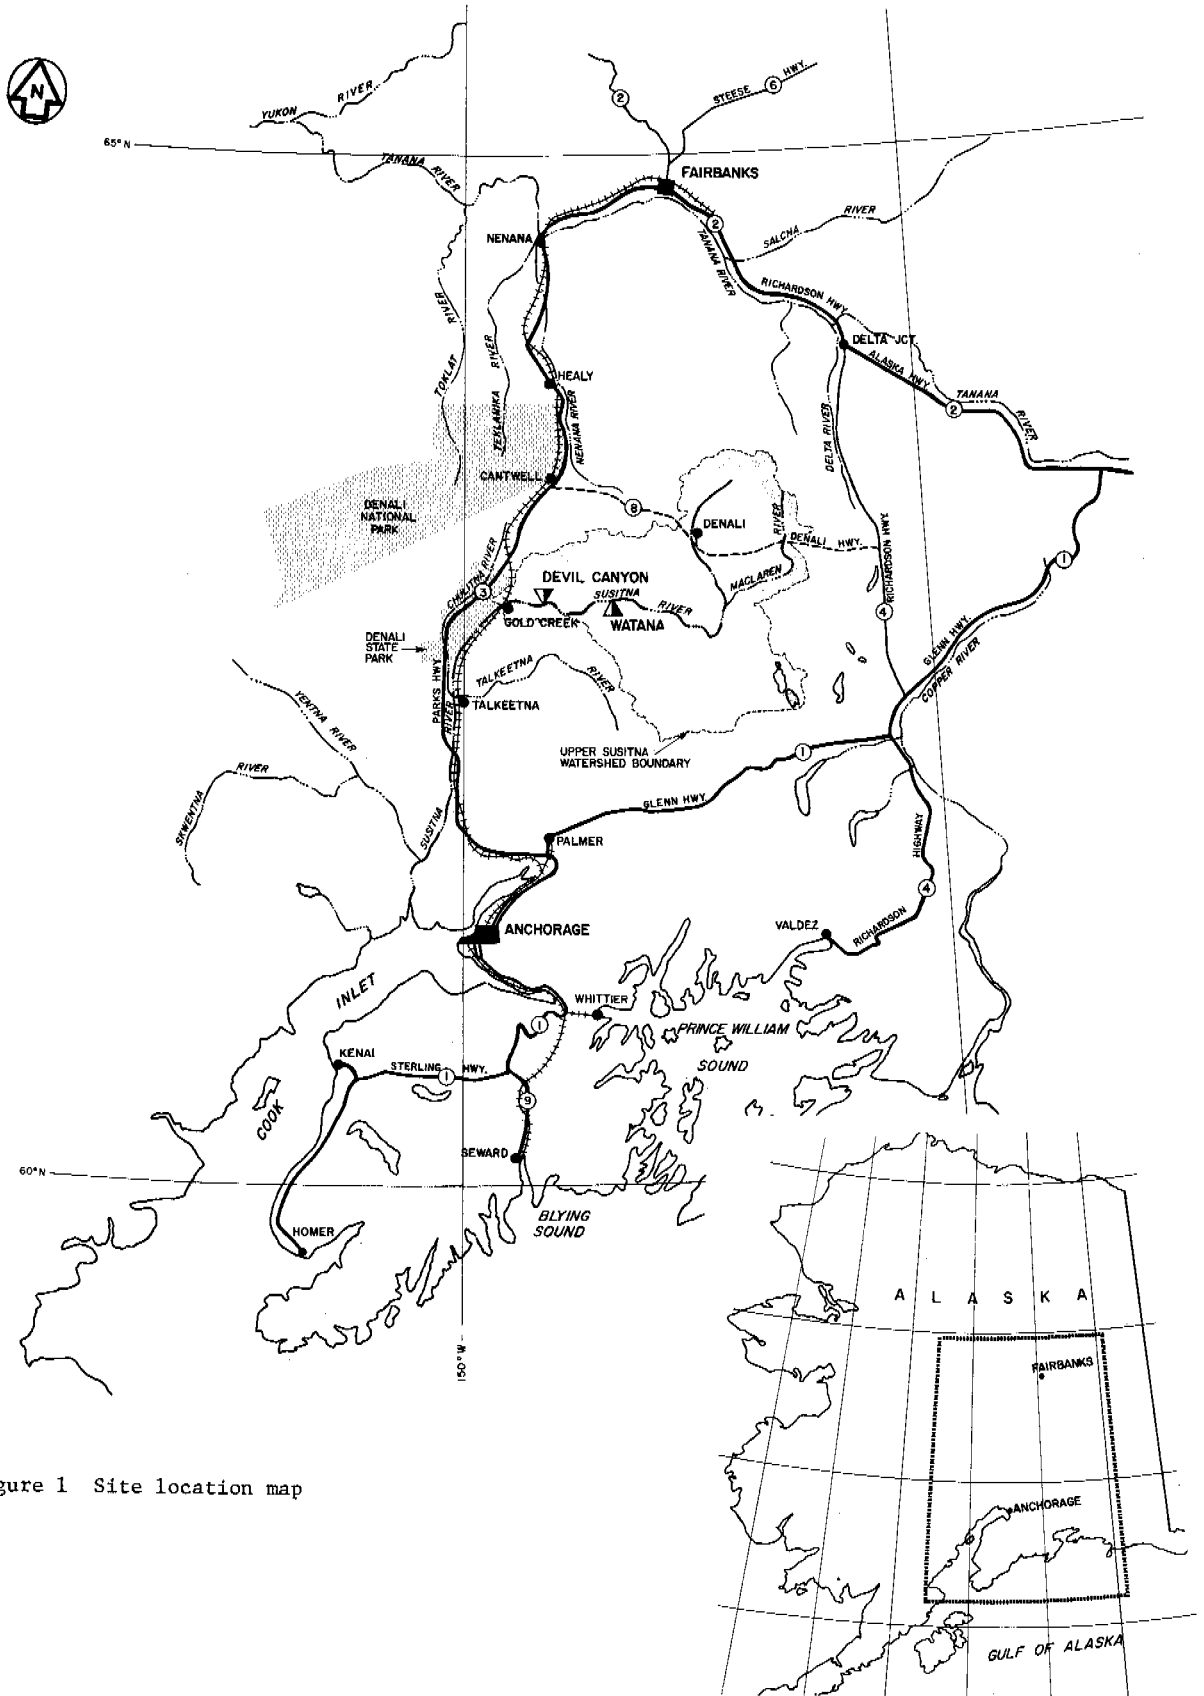 N
YUKON RIVER
2
STEESE 6 HWY.
65° N
TANANA RIVER
FAIRBANKS
NENANA
2
SALCHA RIVER
TANANA RIVER
RICHARDSON HWY.
TOKLAT RIVER
TEKLANIKA RIVER
DELTA JCT.
ALASKA HWY.
HEALY
TANANA RIVER
2
NENANA RIVER
DELTA RIVER
CANTWELL
DENALI
NATIONAL
PARK
8
DENALI
RIVER
DENALI HWY.
RICHARDSON HWY.
1
CHULITNA RIVER
3
DEVIL CANYON
SUSITNA RIVER
MACLAREN
GOLD CREEK
WATANA
4
GLENN HWY.
COPPER RIVER
DENALI
STATE
PARK
PARKS HWY.
RIVER
TALKEETNA RIVER
TALKEETNA
YENTNA RIVER
UPPER SUSITNA
WATERSHED BOUNDARY
1
SKWENTNA RIVER
GLENN HWY.
SUSITNA
PALMER
HIGHWAY
4
RICHARDSON
ANCHORAGE
VALDEZ
COOK INLET
WHITTIER
1
PRINCE WILLIAM
SOUND
KENAI
STERLING 1 HWY.
9
SEWARD
60° N
BLYING
SOUND
HOMER
150° W
ALASKA
FAIRBANKS
ANCHORAGE
GULF OF ALASKA
gure 1 Site location map